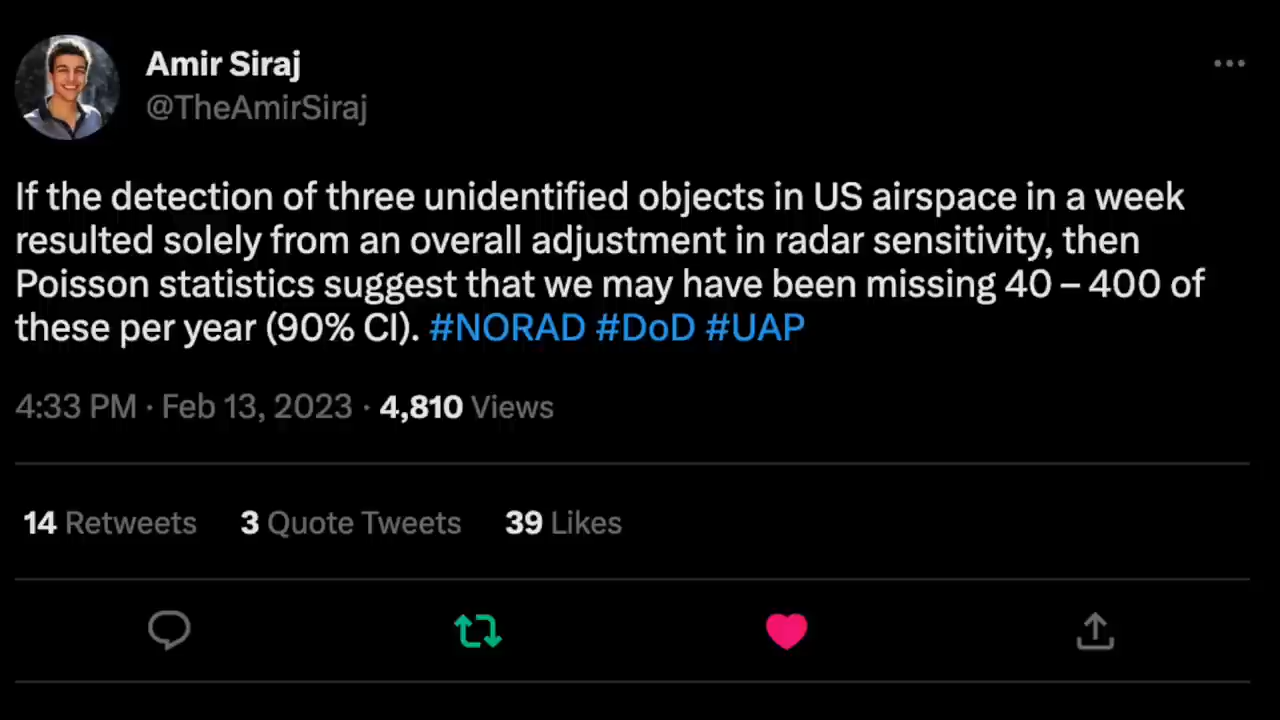 Amir Siraj
@TheAmirSiraj
If the detection of three unidentified objects in US airspace in a week
resulted solely from an overall adjustment in radar sensitivity, then
Poisson statistics suggest that we may have been missing 40 – 400 of
these per year (90% CI). #NORAD #DoD #UAP
4:33 PM · Feb 13, 2023 · 4,810 Views
14 Retweets 3 Quote Tweets 39 Likes